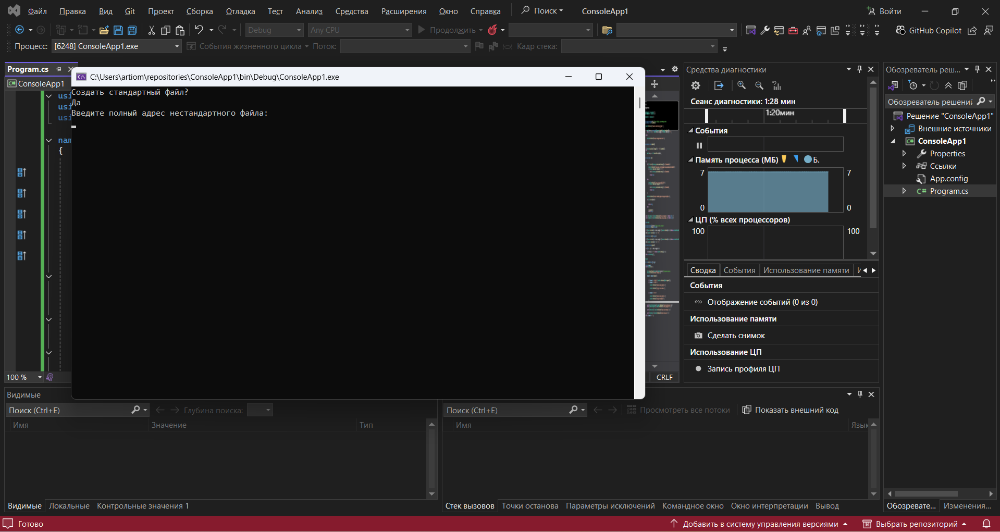 Файл Правка Вид Git Проект Сборка Отладка Тест Анализ Средства Расширения Окно Справка Поиск ConsoleApp1 Войти
Debug Any CPU Продолжить GitHub Copilot
Процесс: [6248] ConsoleApp1.exe События жизненного цикла Поток: Кадр стека:
Program.cs
ConsoleApp1
usi
usi
usi
nam
{
100 %
C:\Users\artiom\repositories\ConsoleApp1\bin\Debug\ConsoleApp1.exe
Создать стандартный файл?
Да
Введите полный адрес нестандартного файла:
CRLF
Средства диагностики
Сеанс диагностики: 1:28 мин
1:20мин
События
Память процесса (МБ) Б..
7 7
0 0
ЦП (% всех процессоров)
100 100
Сводка События Использование памяти
События
Отображение событий (0 из 0)
Использование памяти
Сделать снимок
Использование ЦП
Запись профиля ЦП
Обозреватель реш...
Обозреватель решений
Решение "ConsoleApp1"
Внешние источники
ConsoleApp1
Properties
Ссылки
App.config
Program.cs
Обозревате... Изменения...
Видимые
Поиск (Ctrl+E) Глубина поиска:
Имя Значение Тип
Видимые Локальные Контрольные значения 1
Поиск (Ctrl+E) Просмотреть все потоки Показать внешний код
Имя Язык
Стек вызовов Точки останова Параметры исключений Командное окно Окно интерпретации Вывод
Готово Добавить в систему управления версиями Выбрать репозиторий